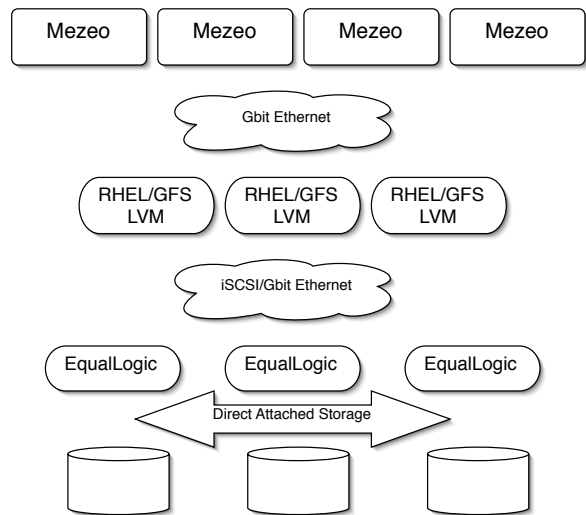 Mezeo
Mezeo
Mezeo
Mezeo
Gbit Ethernet
RHEL/GFS
LVM
RHEL/GFS
LVM
RHEL/GFS
LVM
iSCSI/Gbit Ethernet
EqualLogic
EqualLogic
EqualLogic
Direct Attached Storage